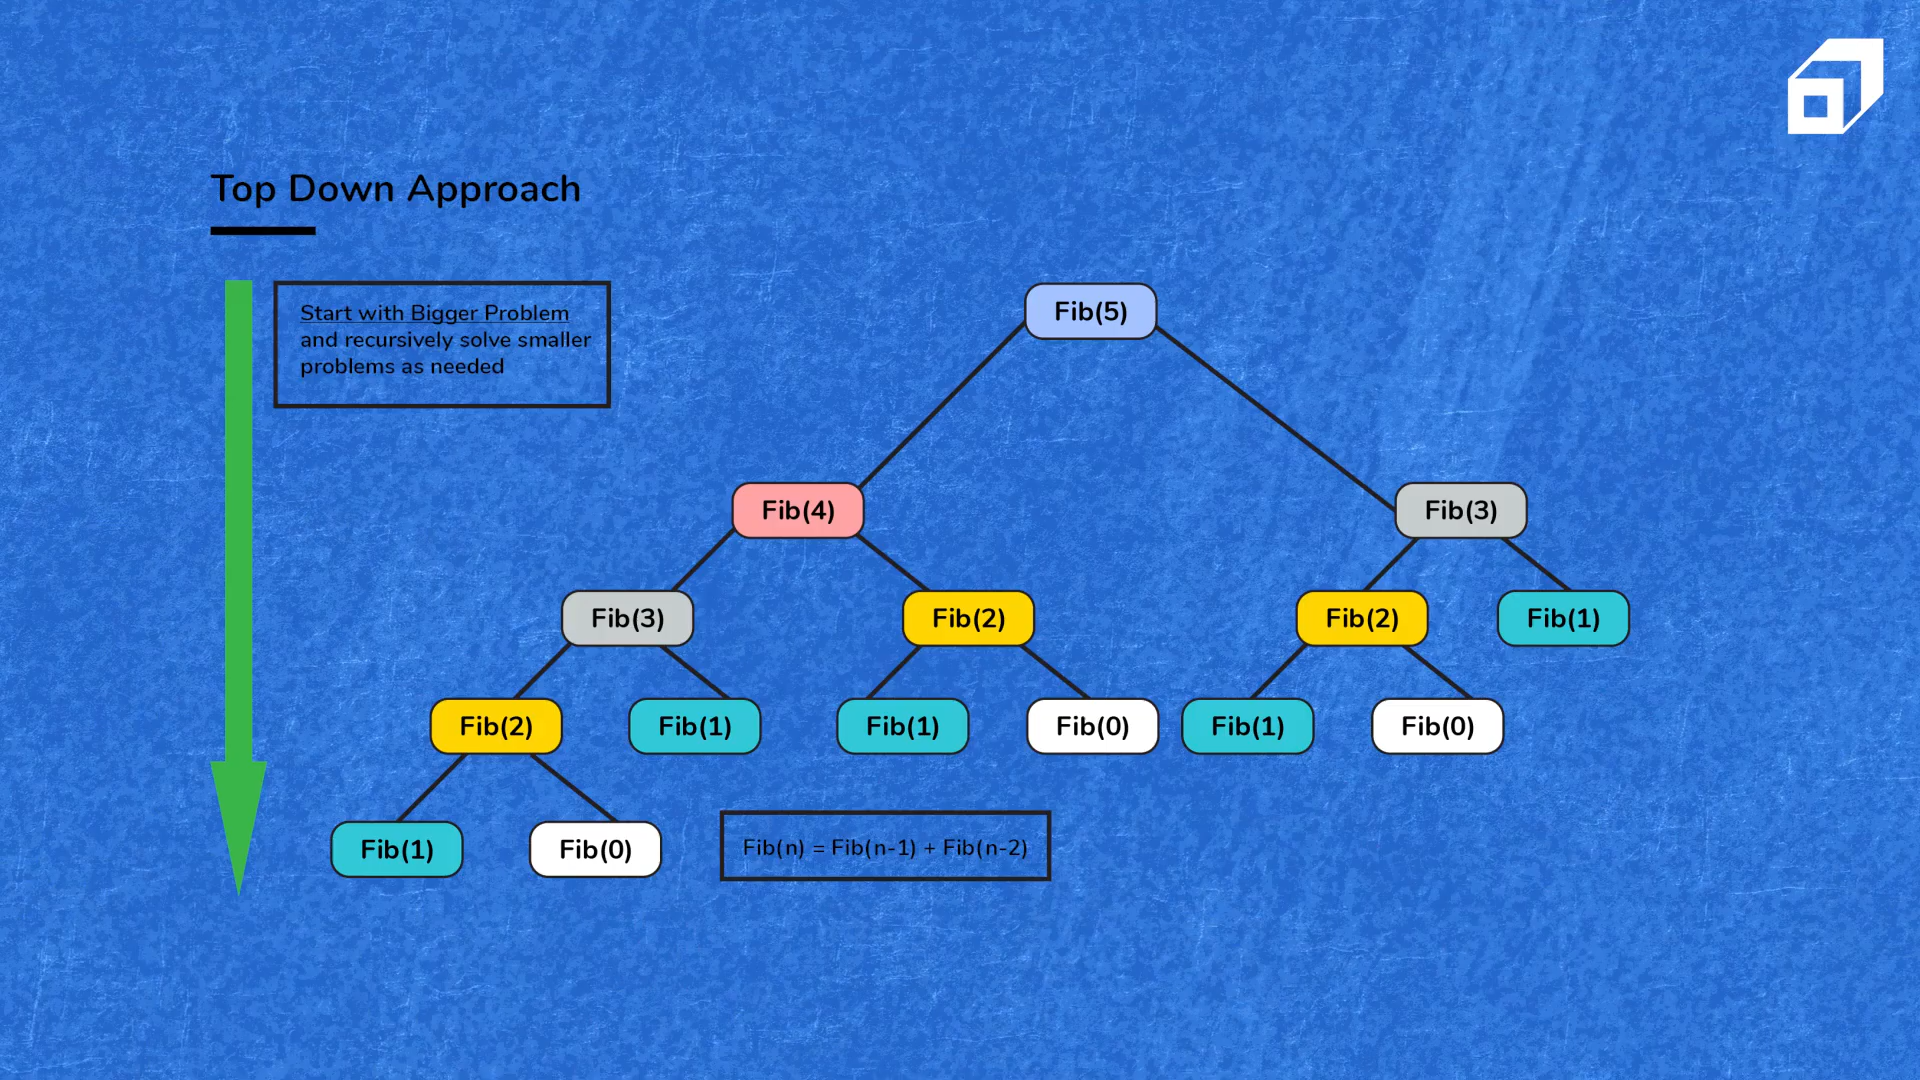 Top Down Approach
Start with Bigger Problem
and recursively solve smaller
problems as needed
Fib(5)
Fib(4)
Fib(3)
Fib(3)
Fib(2)
Fib(2)
Fib(1)
Fib(2)
Fib(1)
Fib(1)
Fib(0)
Fib(1)
Fib(0)
Fib(1)
Fib(0)
Fib(n) = Fib(n-1) + Fib(n-2)